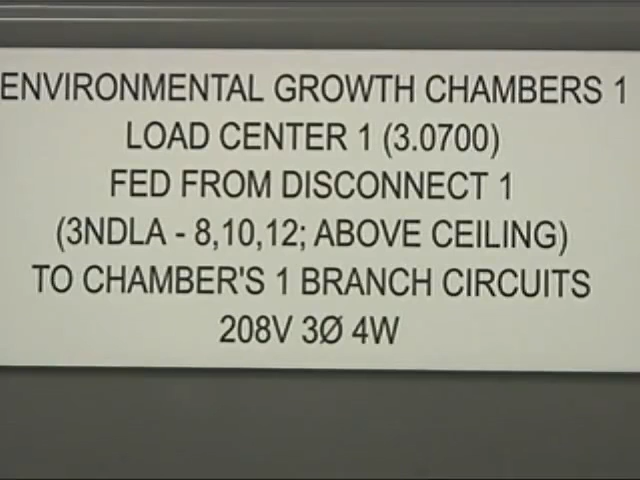 ENVIRONMENTAL GROWTH CHAMBERS 1
LOAD CENTER 1 (3.0700)
FED FROM DISCONNECT 1
(3NDLA - 8,10,12; ABOVE CEILING)
TO CHAMBER'S 1 BRANCH CIRCUITS
208V 3Ø 4W